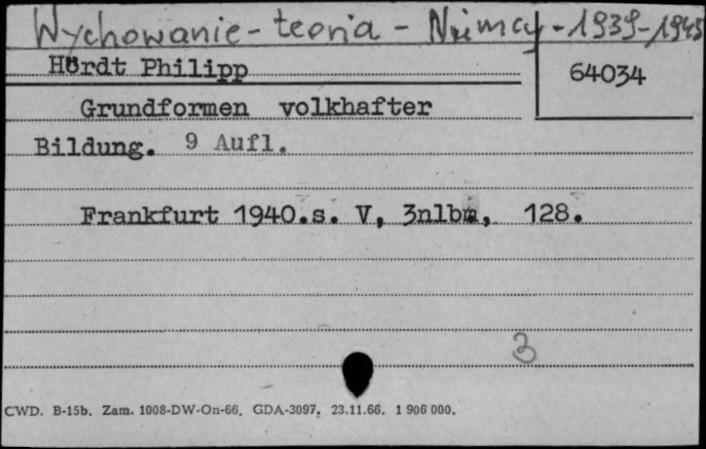 Wychowanie - teoria - Niemcy - 1939-1945
Hördt Philipp
64034
Grundformen volkhafter
Bildung. 9 Aufl.
Frankfurt 1940.s. V, 3nlbm, 128.
3
CWD. B-15b. Zam. 1008-DW-On-66. GDA-3097. 23.11.66. 1 906 000.